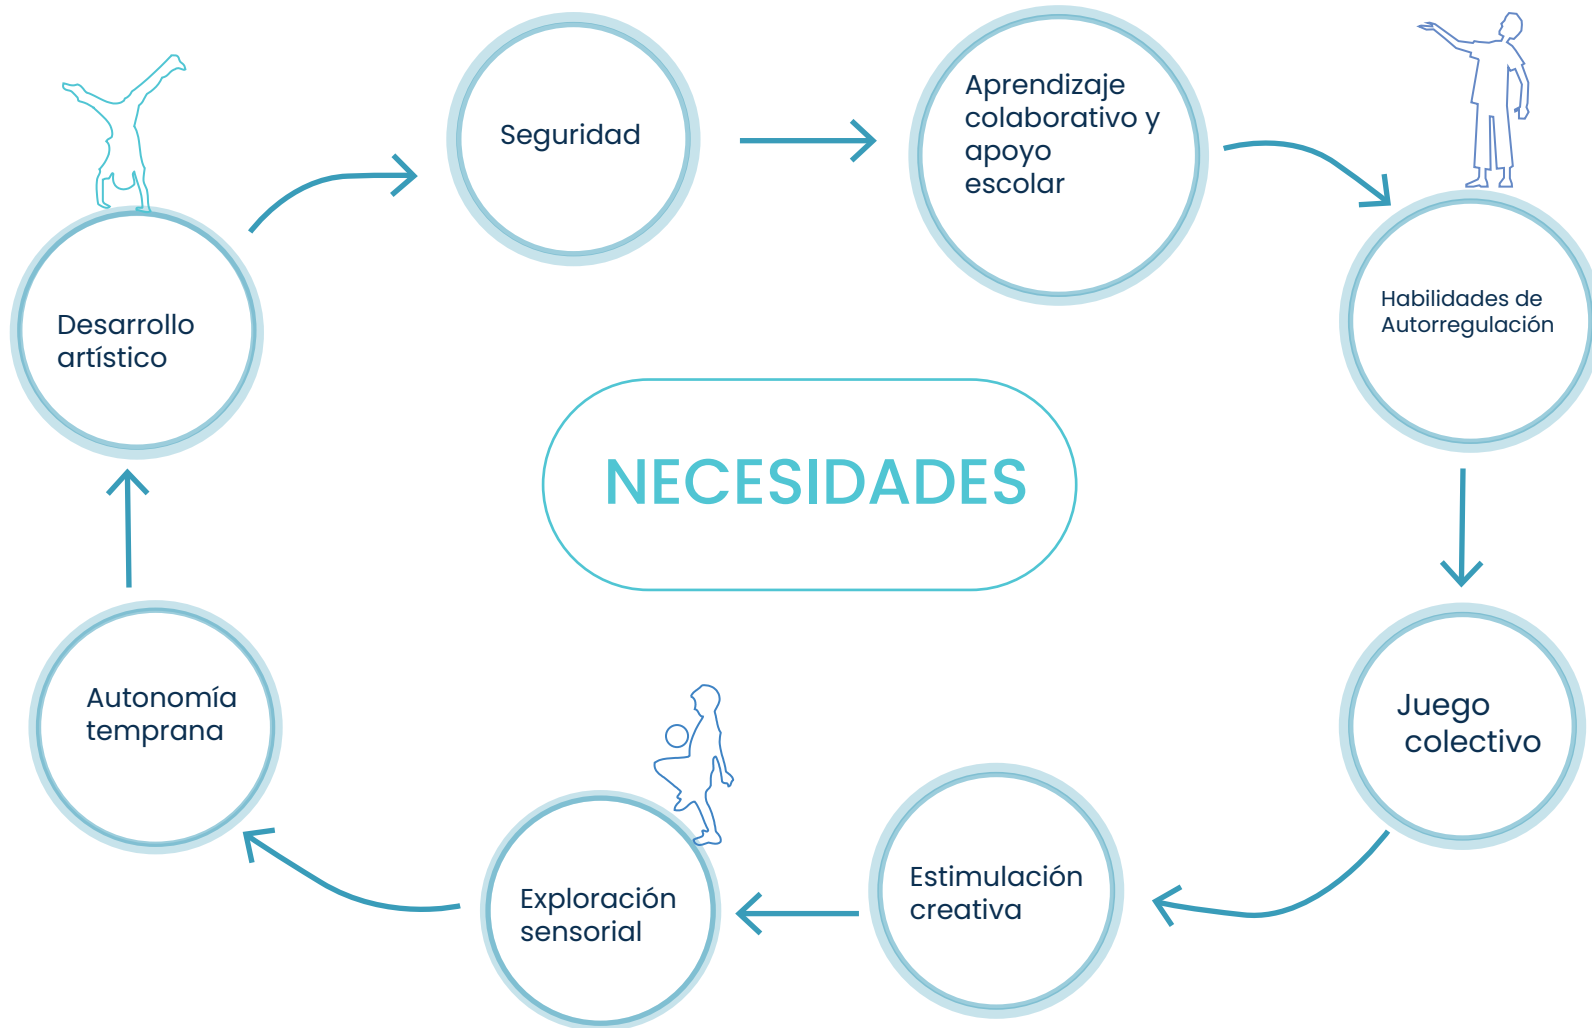 Seguridad
Aprendizaje
colaborativo y
apoyo
escolar
Habilidades de
Autorregulación
Desarrollo
artístico
NECESIDADES
Autonomía
temprana
Juego
colectivo
Estimulación
creativa
Exploración
sensorial